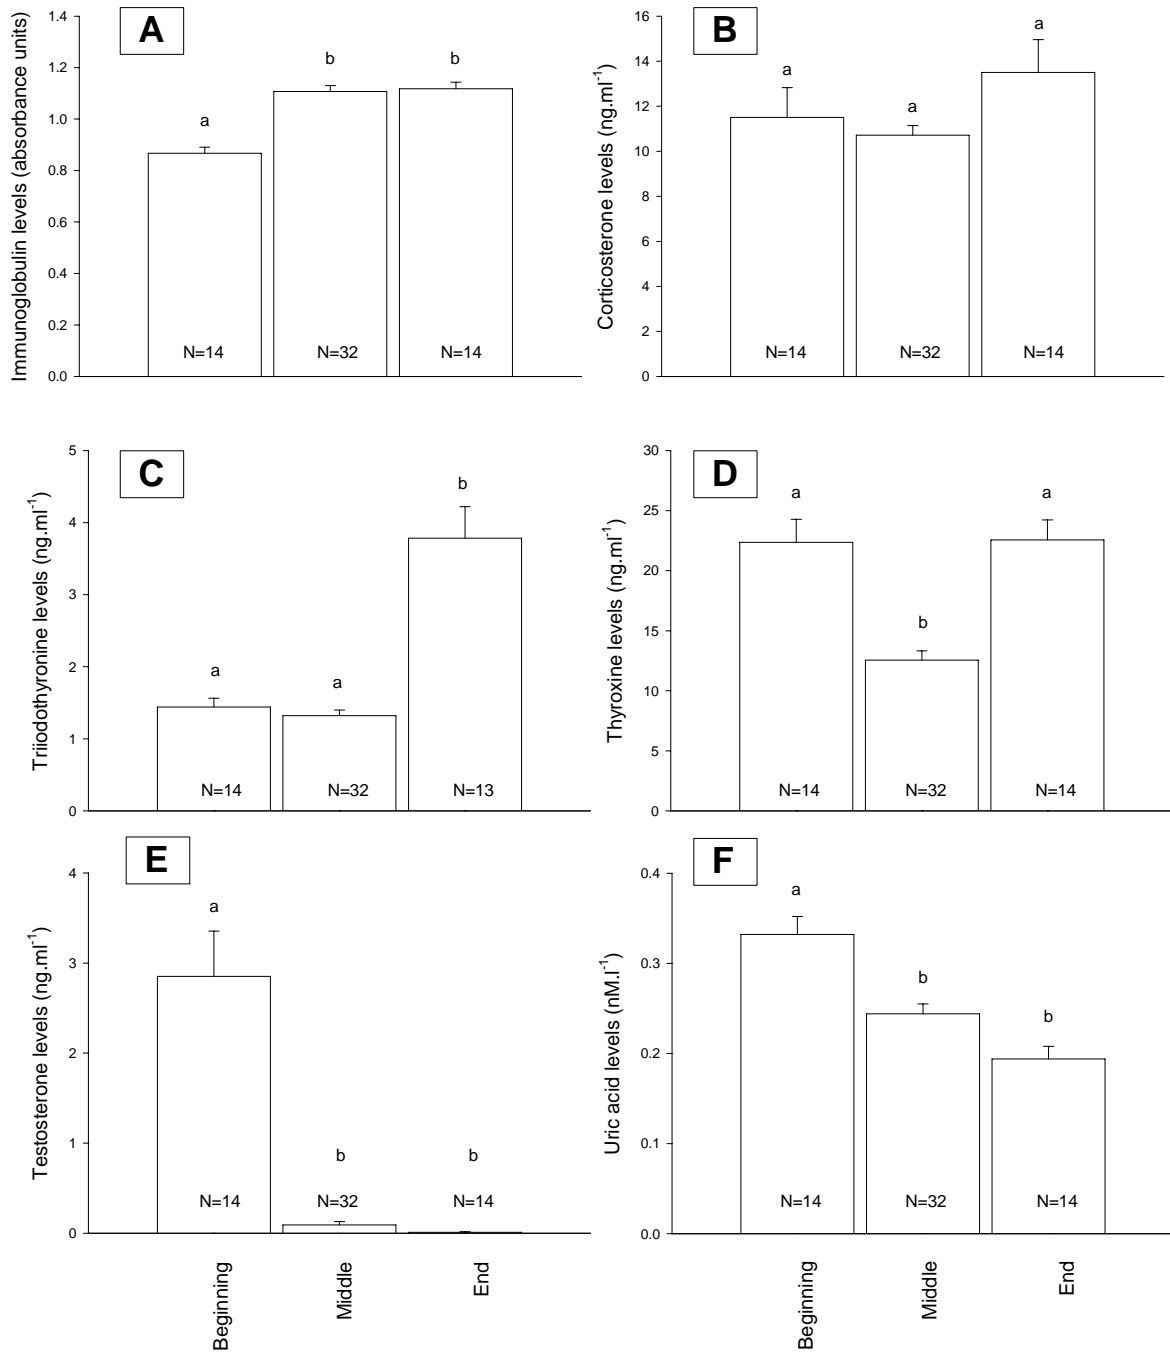 A
Immunoglobulin levels (absorbance units)
1.4
1.2
1.0
0.8
0.6
0.4
0.2
0.0
a
b
b
N=14
N=32
N=14
B
Corticosterone levels (ng.ml-1)
16
14
12
10
8
6
4
2
0
a
a
a
N=14
N=32
N=14
C
Triiodothyronine levels (ng.ml-1)
5
4
3
2
1
0
a
a
b
N=14
N=32
N=13
D
Thyroxine levels (ng.ml-1)
30
25
20
15
10
5
0
a
b
a
N=14
N=32
N=14
E
Testosterone levels (ng.ml-1)
4
3
2
1
0
a
b
b
N=14
N=32
N=14
Beginning
Middle
End
F
Uric acid levels (nM.l-1)
0.4
0.3
0.2
0.1
0.0
a
b
b
N=14
N=32
N=14
Beginning
Middle
End